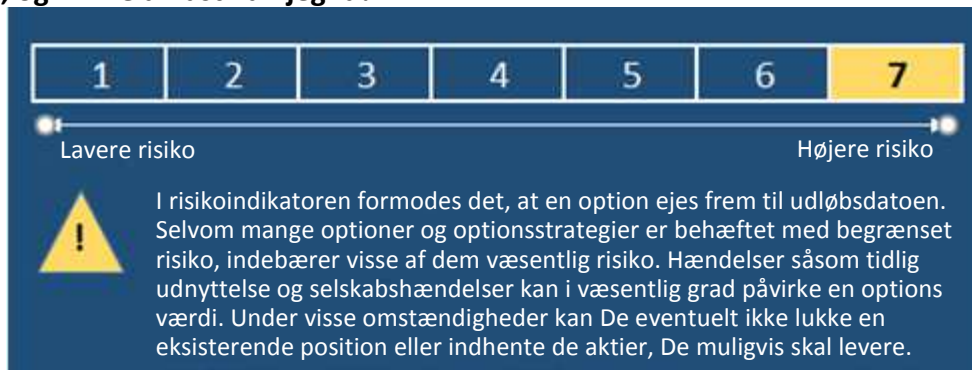 1 2 3 4 5 6 7
Lavere risiko Højere risiko
!
I risikoindikatoren formodes det, at en option ejes frem til udløbsdatoen.
Selvom mange optioner og optionsstrategier er behæftet med begrænset
risiko, indebærer visse af dem væsentlig risiko. Hændelser såsom tidlig
udnyttelse og selskabshændelser kan i væsentlig grad påvirke en options
værdi. Under visse omstændigheder kan De eventuelt ikke lukke en
eksisterende position eller indhente de aktier, De muligvis skal levere.